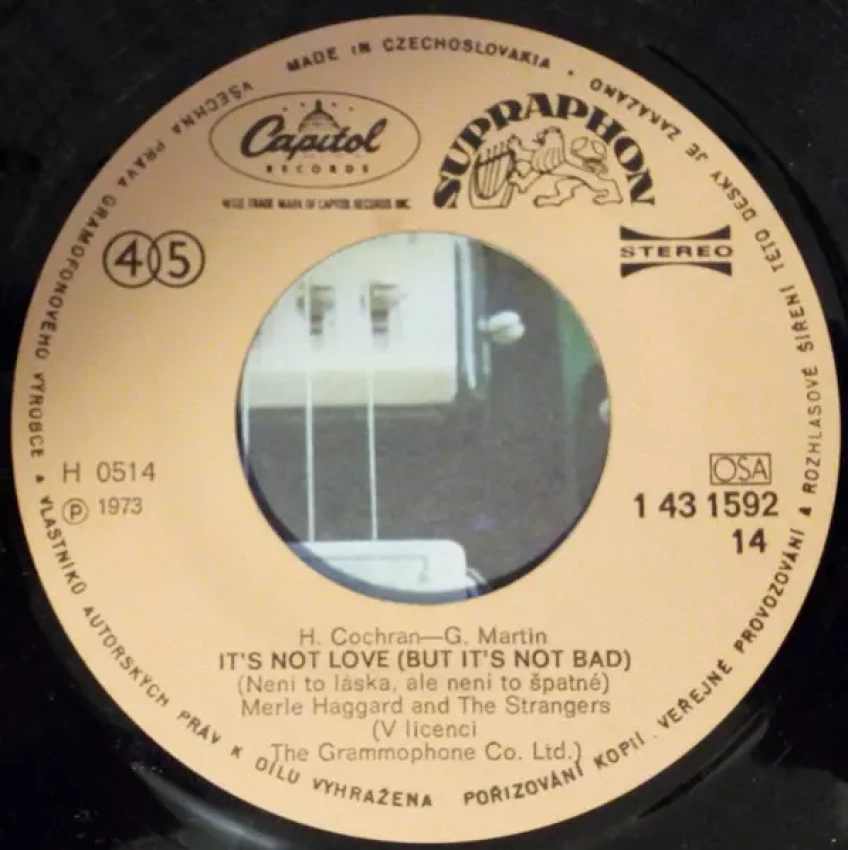 MADE IN CZECHOSLOVAKIA •
VŠECHNA PRÁVA GRAMOFONOVÉHO VÝROBCE A VLASTNÍKŮ AUTORSKÝCH PRÁV K DÍLU VYHRAŽENA
POŘIZOVÁNÍ KOPIÍ . VEŘEJNÉ PROVOZOVÁNÍ A ROZHLASOVÉ ŠÍŘENÍ TÉTO DESKY JE ZAKÁZÁNO
Capitol
RECORDS
REG. TRADE MARK OF CAPITOL RECORDS INC.
SUPRAPHON
45
STEREO
H 0514
Ⓟ 1973
OSA
1 43 1592
14
H. Cochran—G. Martin
IT'S NOT LOVE (BUT IT'S NOT BAD)
(Není to láska, ale není to špatné)
Merle Haggard and The Strangers
(V licenci
The Grammophone Co. Ltd.)